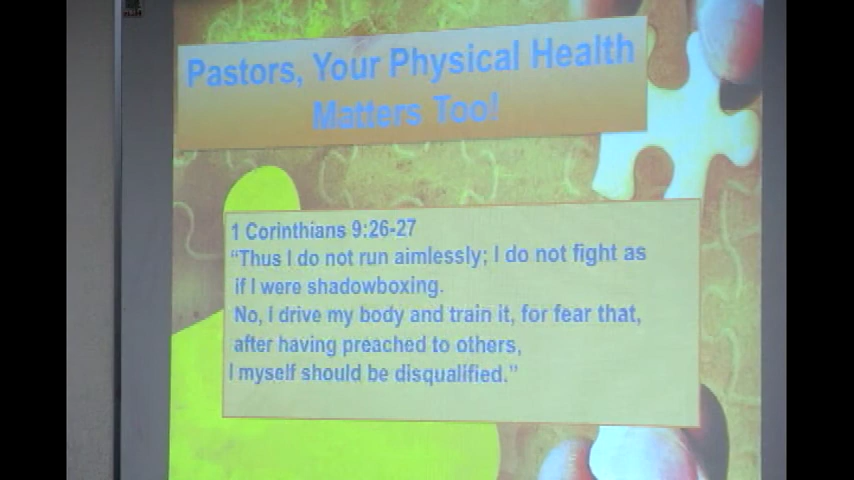 Pastors, Your Physical Health
Matters Too!
1 Corinthians 9:26-27
“Thus I do not run aimlessly; I do not fight as
if I were shadowboxing.
No, I drive my body and train it, for fear that,
after having preached to others,
I myself should be disqualified.”